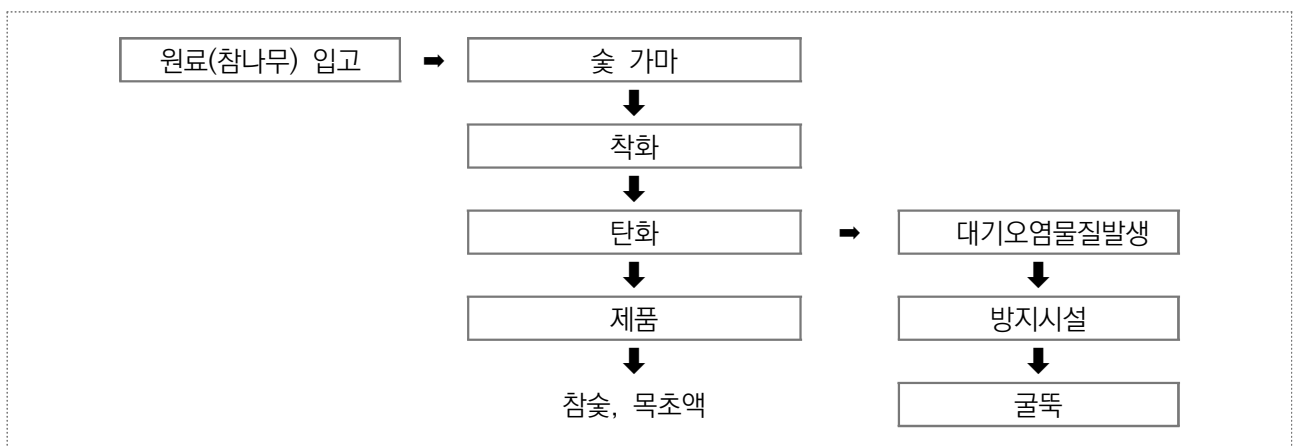 원료(참나무) 입고 ➡ 숯 가마
착화
탄화 ➡ 대기오염물질발생
제품 방지시설
참숯, 목초액 굴뚝